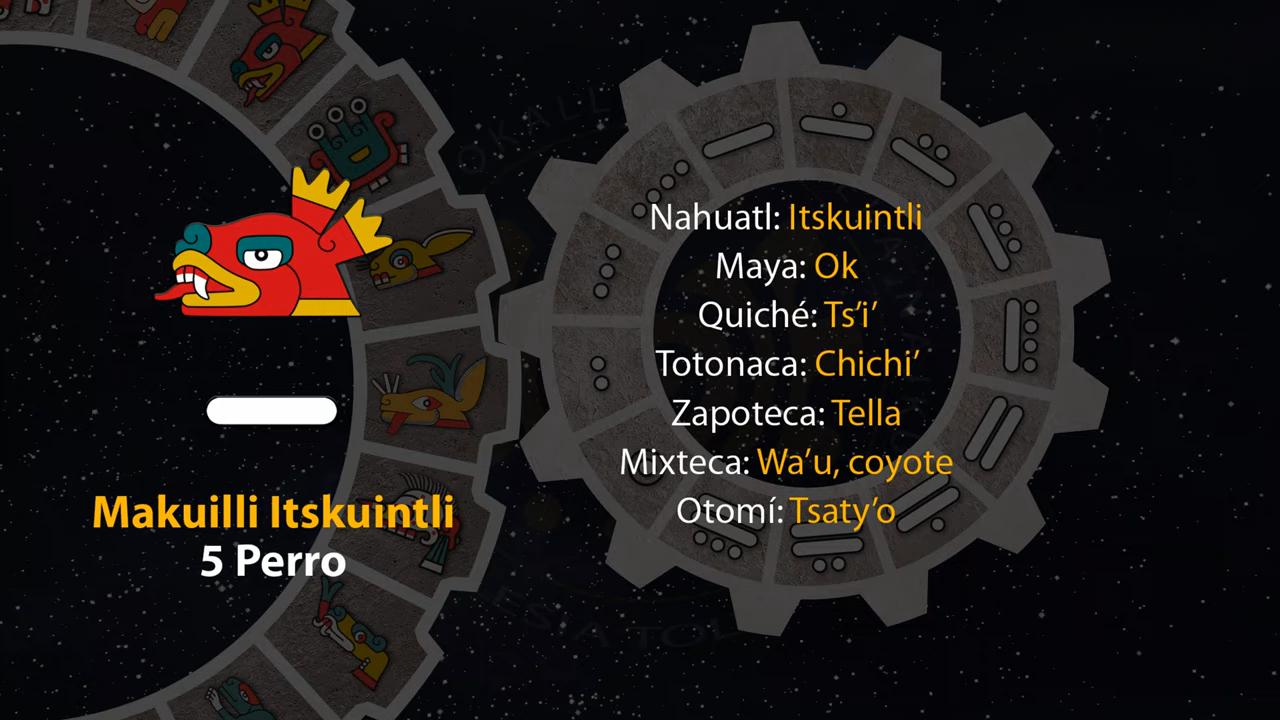 OKALL
Nahuatl: Itskuintli
Maya: Ok
Quiché: Ts’i’
Totonaca: Chichi’
Zapoteca: Tella
Mixteca: Wa’u, coyote
Otomí: Tsaty’o
Makuilli Itskuintli
5 Perro